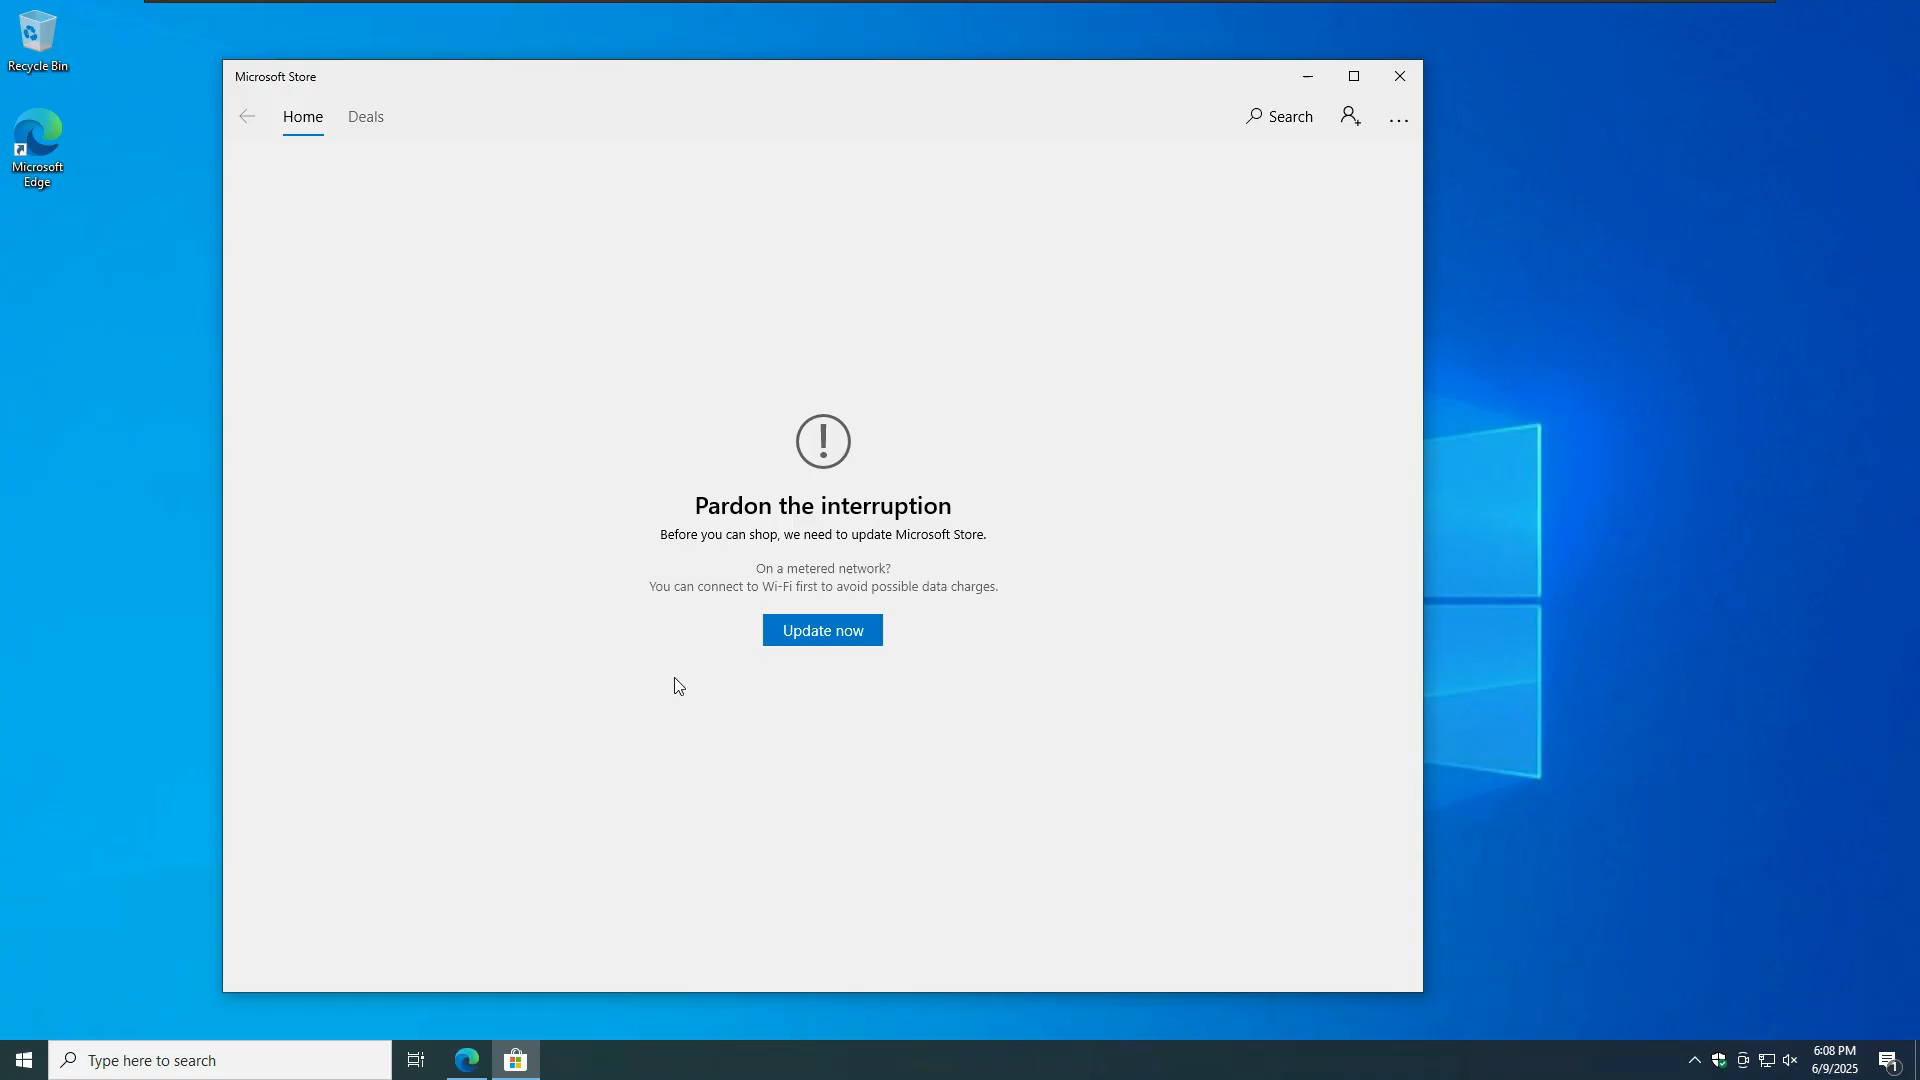 Recycle Bin
Microsoft
Edge
Microsoft Store
Home
Deals
Search
Pardon the interruption
Before you can shop, we need to update Microsoft Store.
On a metered network?
You can connect to Wi-Fi first to avoid possible data charges.
Update now
Type here to search
6:08 PM
6/9/2025
1